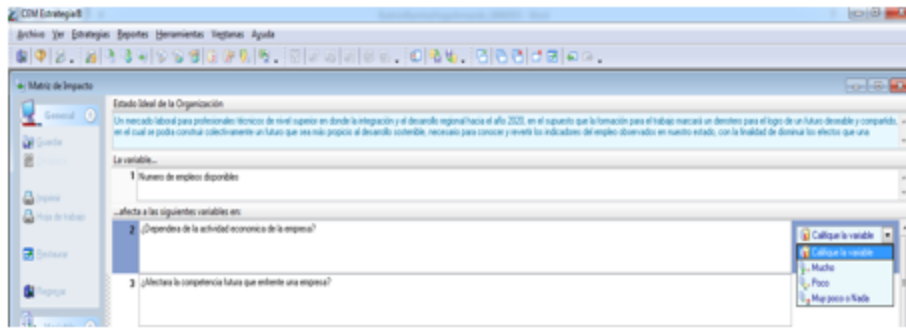 CEM Estrategia®
Archivo Ver Estrategias Reportes Herramientas Ventanas Ayuda
Matriz de Impacto
General
Guardar
Imprimir
Hoja de trabajo
Regresar
Estado Ideal de la Organización
Un mercado laboral para profesionales técnicos de nivel superior en donde la integración y el desarrollo regional hacia el año 2020, en el supuesto que la formación para el trabajo marcará un derrotero para el logro de un futuro deseable y compartido,
en el cual se podra construir colectivamente un futuro que sea más propicio al desarrollo sostenible, necesario para conocer y revertir los indicadores del empleo observados en nuestro estado, con la finalidad de disminuir los efectos que una
La variable...
1 Numero de empleos disponibles
...afecta a las siguientes variables en:
2 ¿Dependera de la actividad economica de la empresa?
Califique la variable
Califique la variable
Mucho
Poco
Muy poco o Nada
3 ¿Afectara la competencia futura que enfrente una empresa?